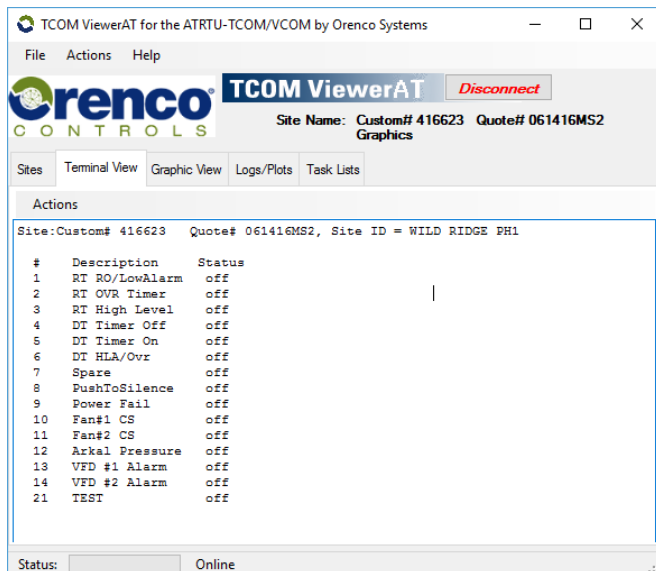 TCOM ViewerAT for the ATRTU-TCOM/VCOM by Orenco Systems
File Actions Help
Orenco
CONTROLS
TCOM ViewerAT
Disconnect
Site Name: Custom# 416623 Quote# 061416MS2
Graphics
Sites Terminal View Graphic View Logs/Plots Task Lists
Actions
Site:Custom# 416623 Quote# 061416MS2, Site ID = WILD RIDGE PH1
# Description Status
1 RT RO/LowAlarm off
2 RT OVR Timer off
3 RT High Level off
4 DT Timer Off off
5 DT Timer On off
6 DT HLA/Ovr off
7 Spare off
8 PushToSilence off
9 Power Fail off
10 Fan#1 CS off
11 Fan#2 CS off
12 Arkal Pressure off
13 VFD #1 Alarm off
14 VFD #2 Alarm off
21 TEST off
Status: Online